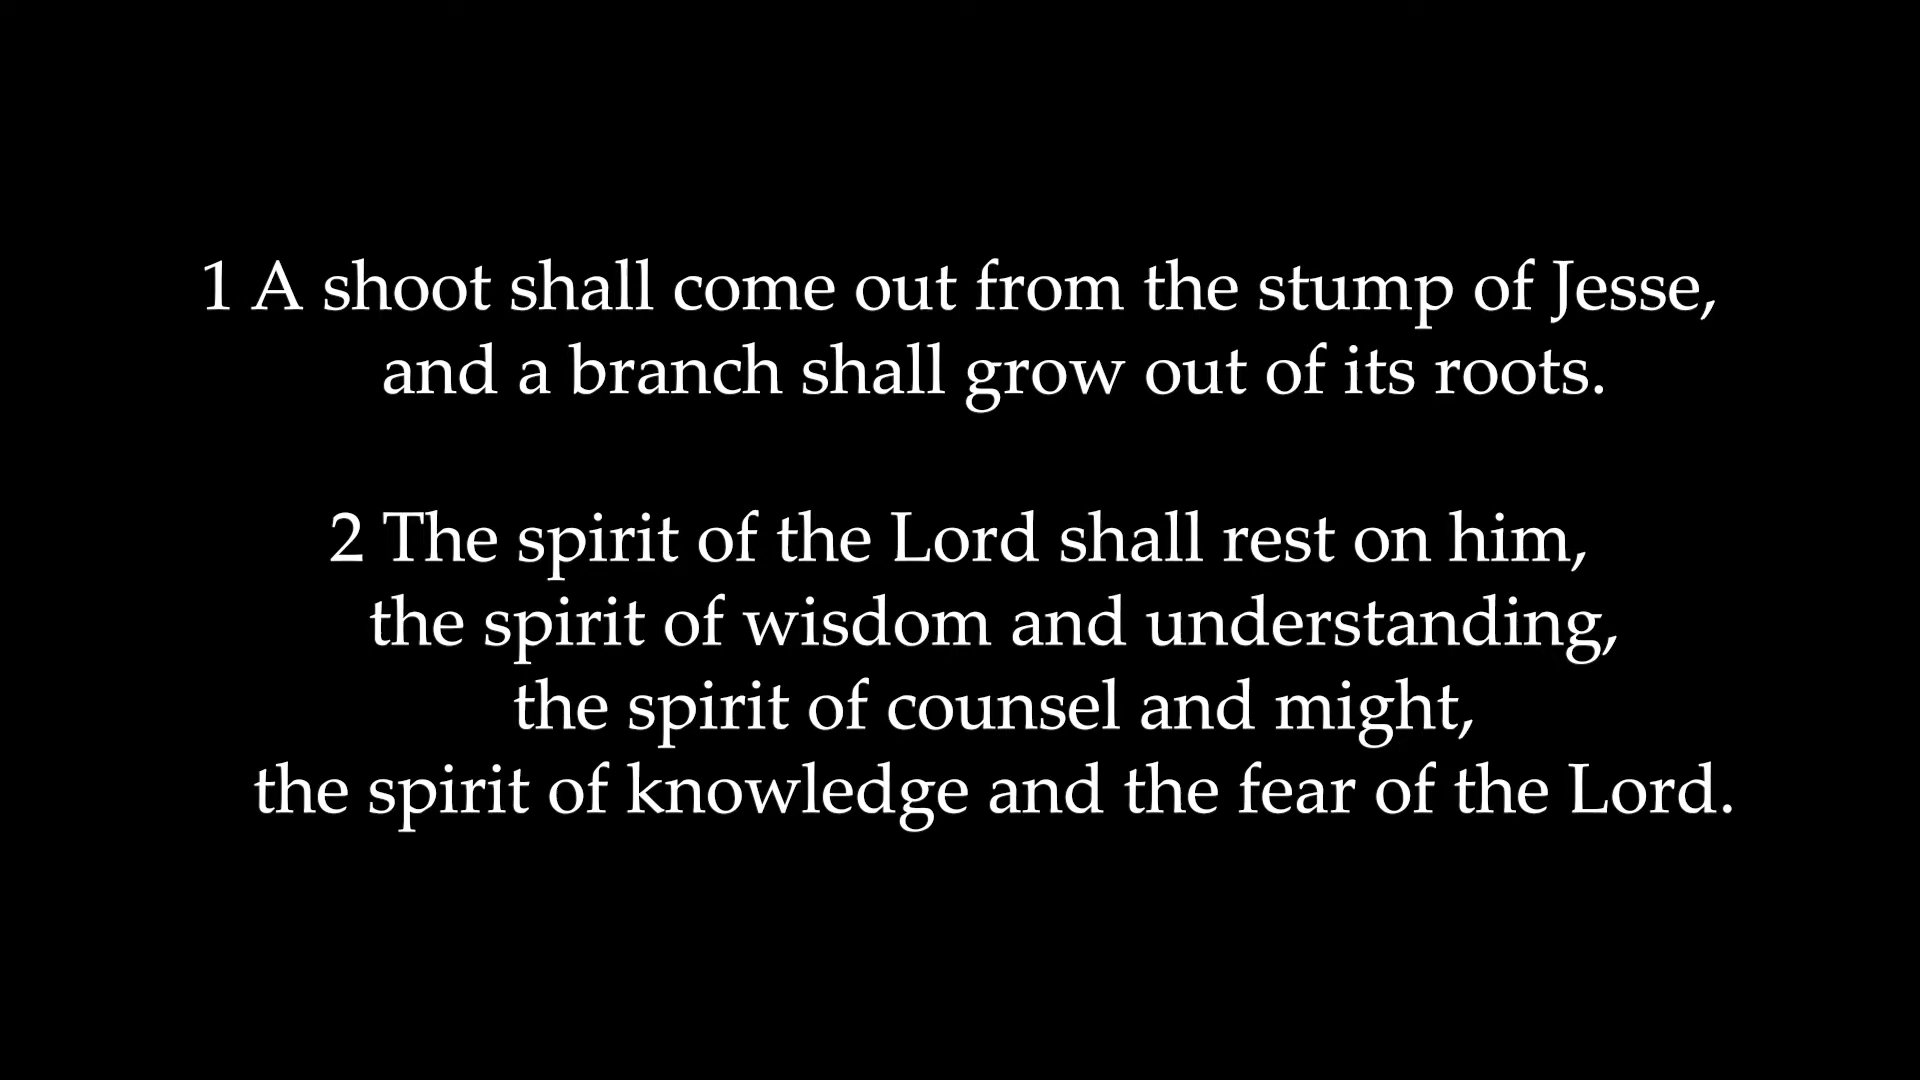 1 A shoot shall come out from the stump of Jesse,
and a branch shall grow out of its roots.
2 The spirit of the Lord shall rest on him,
the spirit of wisdom and understanding,
the spirit of counsel and might,
the spirit of knowledge and the fear of the Lord.